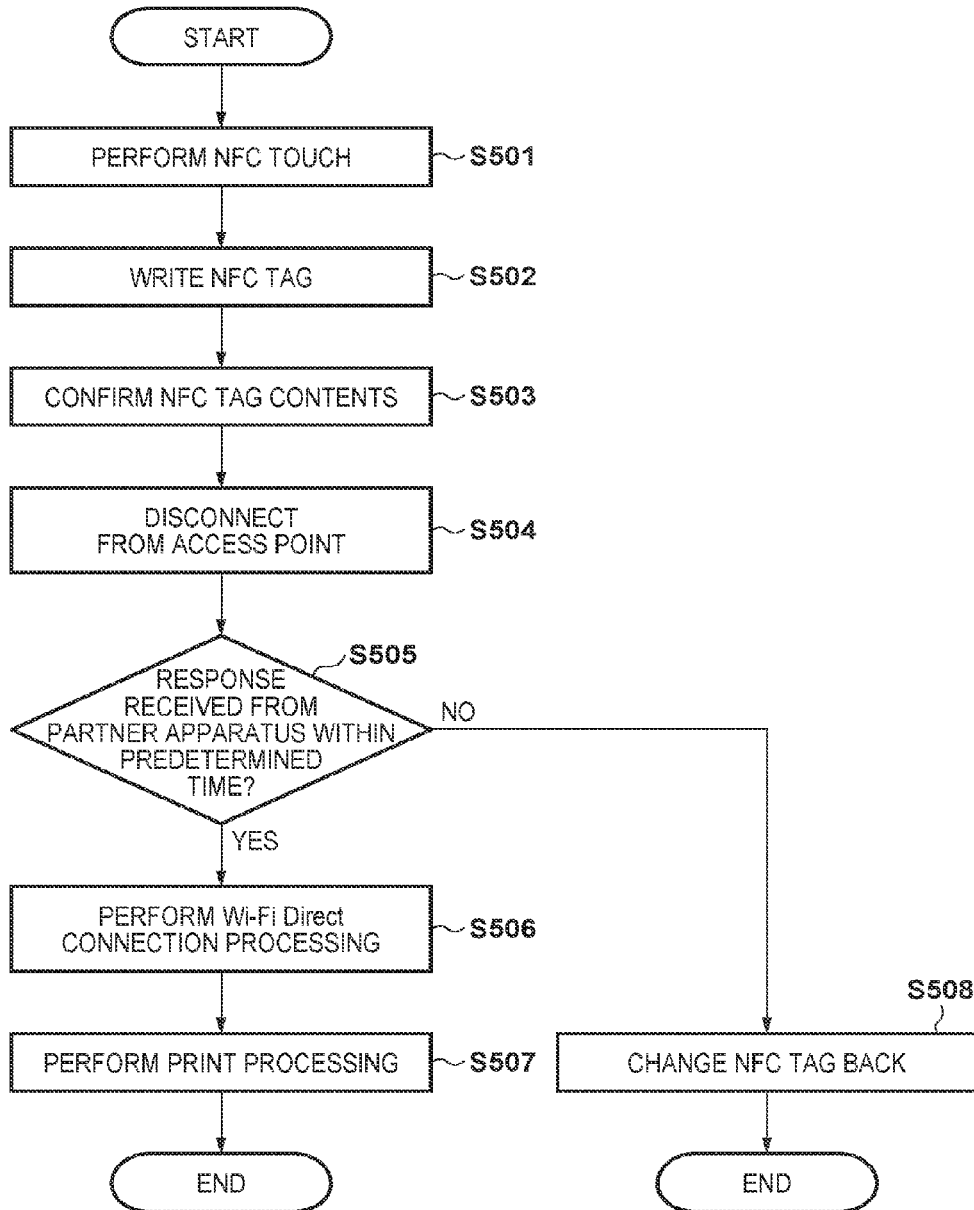 START
PERFORM NFC TOUCH
S501
WRITE NFC TAG
S502
CONFIRM NFC TAG CONTENTS
S503
DISCONNECT
FROM ACCESS POINT
S504
S505
RESPONSE
RECEIVED FROM
PARTNER APPARATUS WITHIN
PREDETERMINED
TIME?
NO
YES
PERFORM Wi-Fi Direct
CONNECTION PROCESSING
S506
S508
PERFORM PRINT PROCESSING
S507
CHANGE NFC TAG BACK
END
END